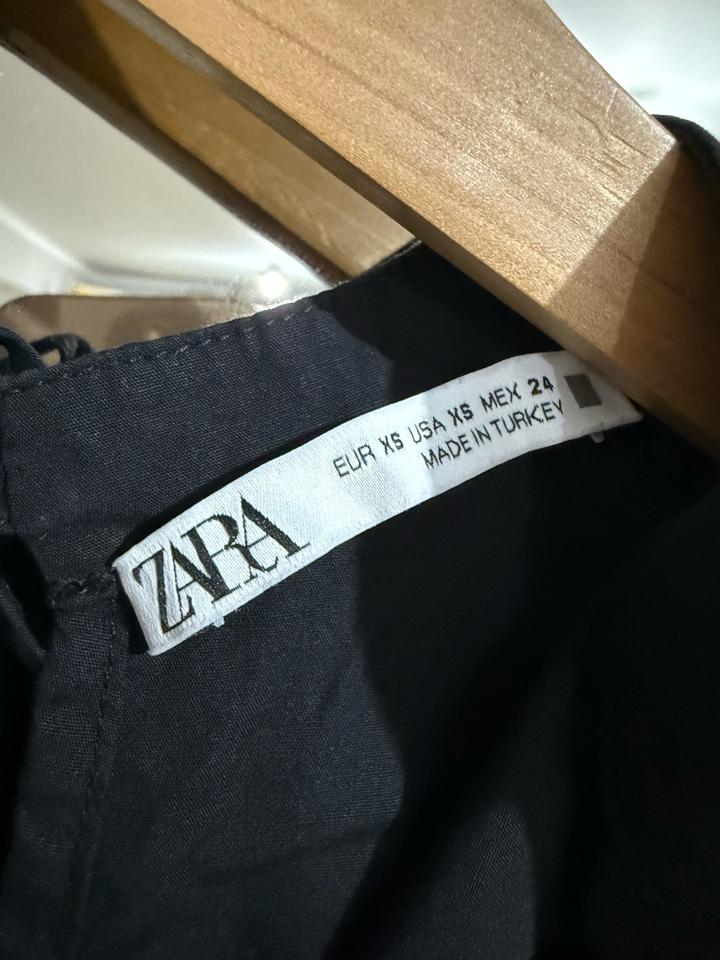 ZARA
EUR XS USA XS MEX 24
MADE IN TURKEY